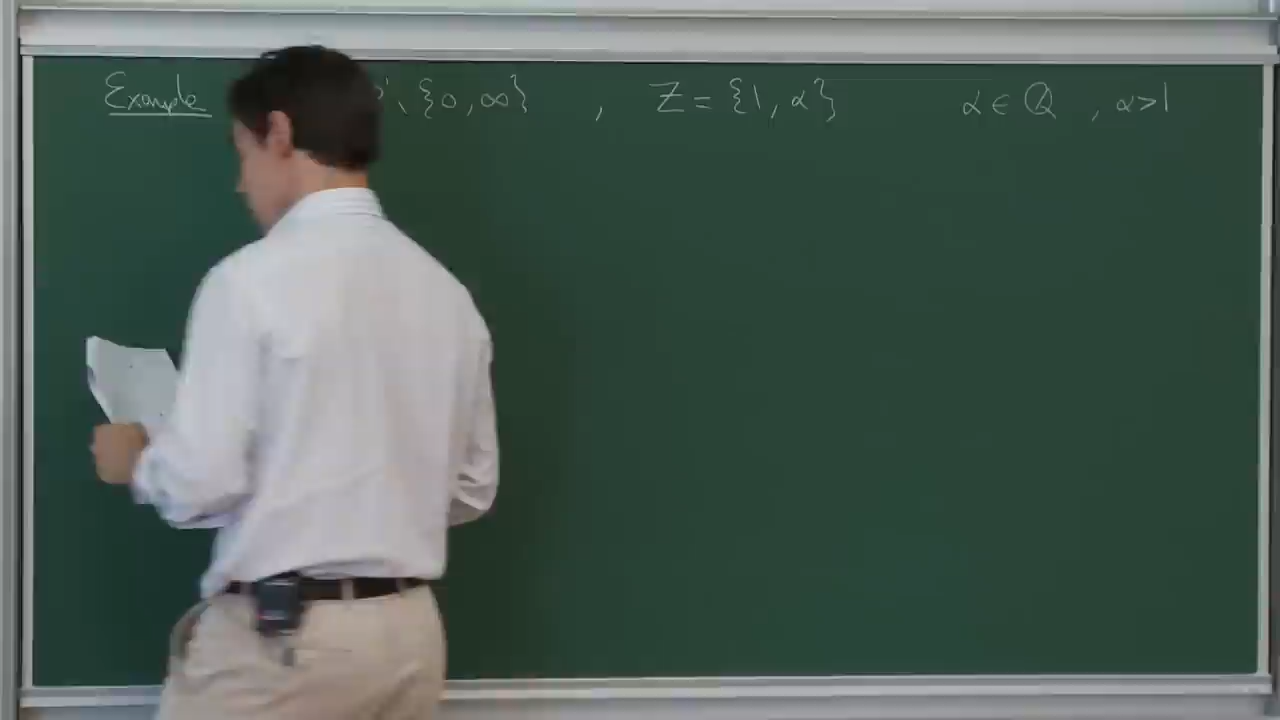 Example ' \ {0, ∞} , Z = {1, α} α ∈ ℚ , α > 1